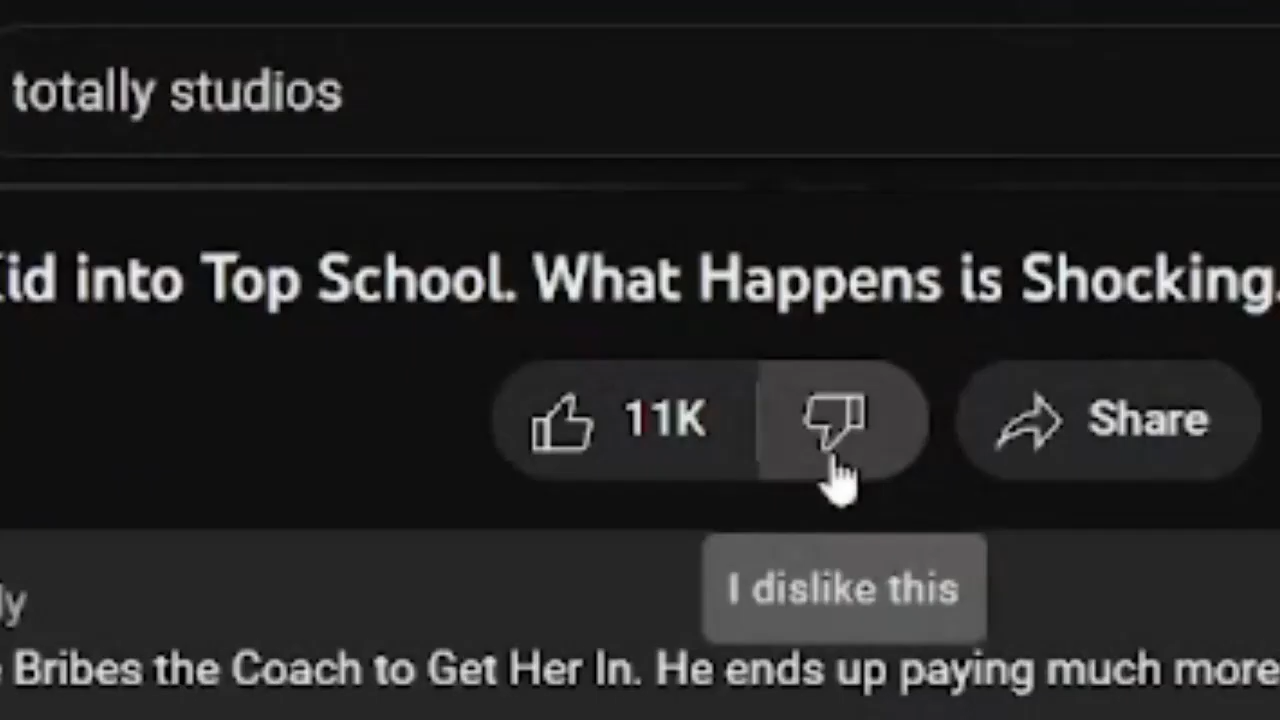 totally studios
id into Top School. What Happens is Shocking.
11K
Share
I dislike this
ly
Bribes the Coach to Get Her In. He ends up paying much more